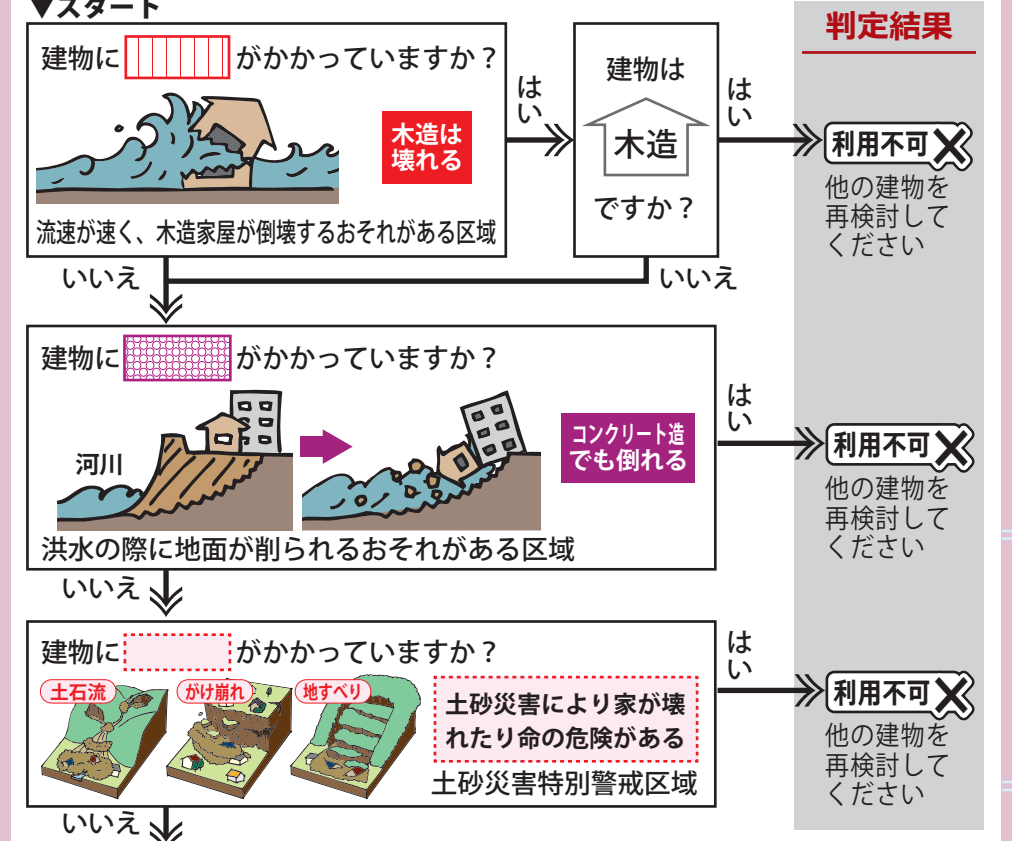 ▼スタート
判定結果
建物に がかかっていますか？
木造は
壊れる
流速が速く、木造家屋が倒壊するおそれがある区域
はい
建物は
木造
ですか？
はい
利用不可
他の建物を
再検討して
ください
いいえ
いいえ
建物に がかかっていますか？
河川
コンクリート造
でも倒れる
洪水の際に地面が削られるおそれがある区域
はい
利用不可
他の建物を
再検討して
ください
いいえ
建物に がかかっていますか？
土石流
がけ崩れ
地すべり
土砂災害により家が壊
れたり命の危険がある
土砂災害特別警戒区域
はい
利用不可
他の建物を
再検討して
ください
いいえ